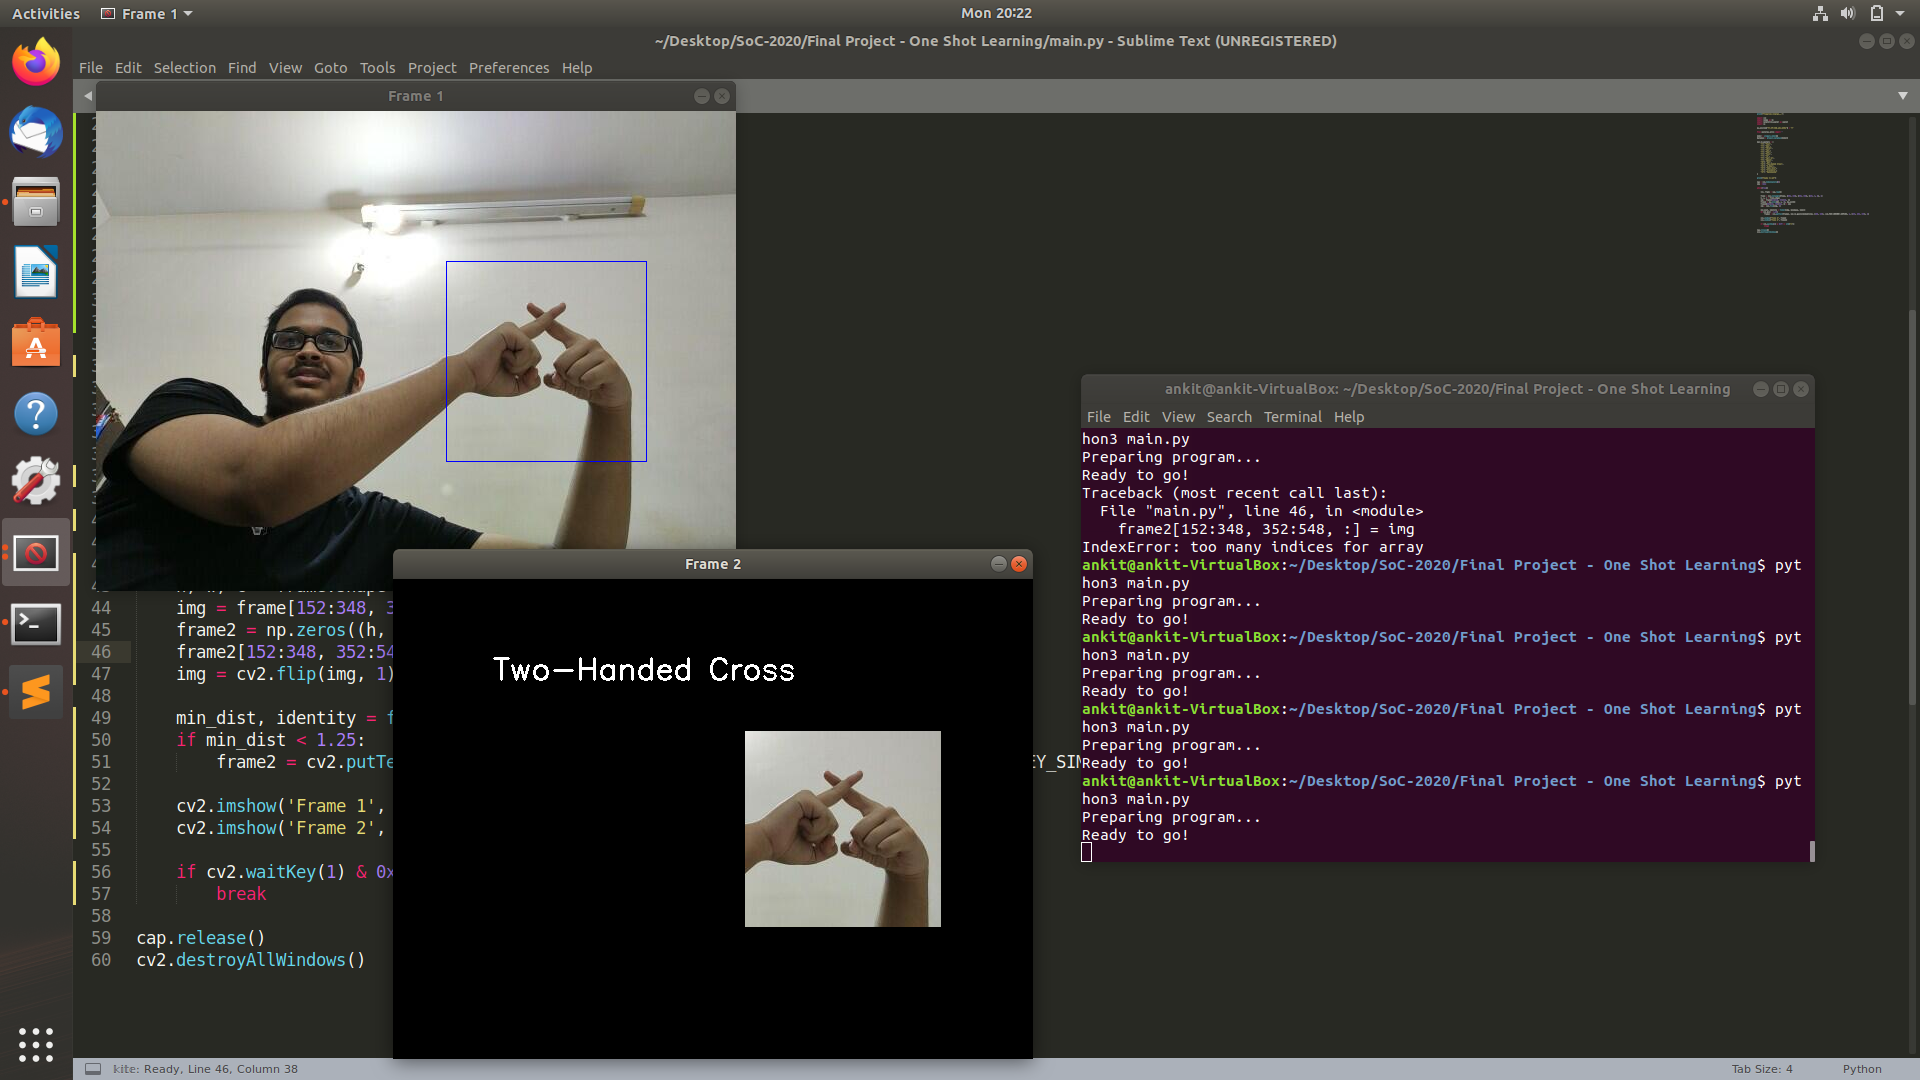 Activities
Frame 1
Mon 20:22
~/Desktop/SoC-2020/Final Project - One Shot Learning/main.py - Sublime Text (UNREGISTERED)
File Edit Selection Find View Goto Tools Project Preferences Help
Frame 1
44 img = frame[152:348, 3
45 frame2 = np.zeros((h,
46 frame2[152:348, 352:54
47 img = cv2.flip(img, 1)
48
49 min_dist, identity = f
50 if min_dist < 1.25:
51 frame2 = cv2.putTe
EY_SIM
52
53 cv2.imshow('Frame 1',
54 cv2.imshow('Frame 2',
55
56 if cv2.waitKey(1) & 0x
57 break
58
59 cap.release()
60 cv2.destroyAllWindows()
Frame 2
Two-Handed Cross
ankit@ankit-VirtualBox: ~/Desktop/SoC-2020/Final Project - One Shot Learning
File Edit View Search Terminal Help
hon3 main.py
Preparing program...
Ready to go!
Traceback (most recent call last):
File "main.py", line 46, in <module>
frame2[152:348, 352:548, :] = img
IndexError: too many indices for array
ankit@ankit-VirtualBox:~/Desktop/SoC-2020/Final Project - One Shot Learning$ pyt
hon3 main.py
Preparing program...
Ready to go!
ankit@ankit-VirtualBox:~/Desktop/SoC-2020/Final Project - One Shot Learning$ pyt
hon3 main.py
Preparing program...
Ready to go!
ankit@ankit-VirtualBox:~/Desktop/SoC-2020/Final Project - One Shot Learning$ pyt
hon3 main.py
Preparing program...
Ready to go!
ankit@ankit-VirtualBox:~/Desktop/SoC-2020/Final Project - One Shot Learning$ pyt
hon3 main.py
Preparing program...
Ready to go!
kite: Ready, Line 46, Column 38
Tab Size: 4
Python